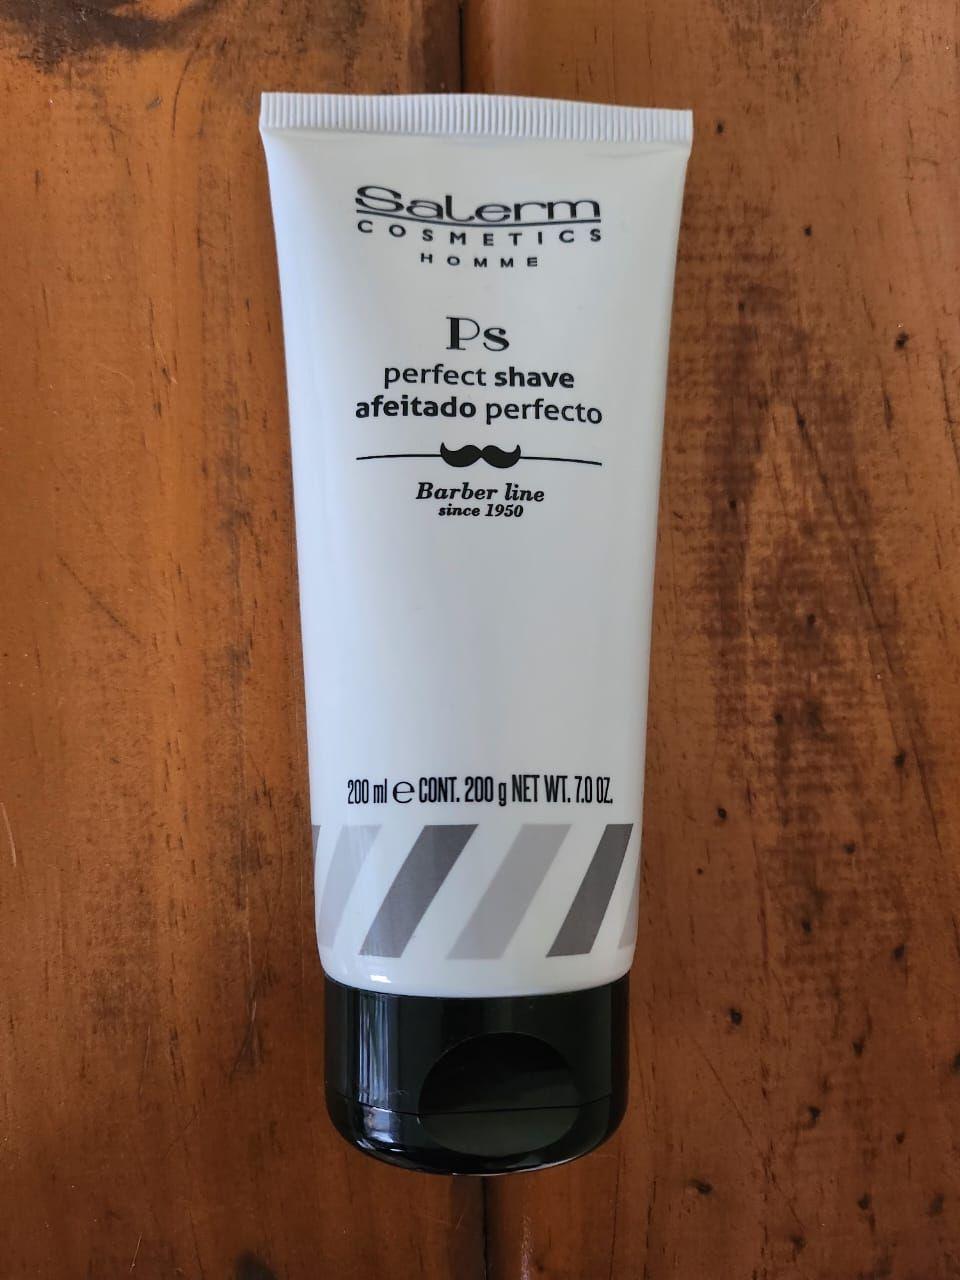 Salerm
COSMETICS
HOMME
Ps
perfect shave
afeitado perfecto
Barber line
since 1950
200 ml ℮ CONT. 200 g NET WT. 7.0 OZ.